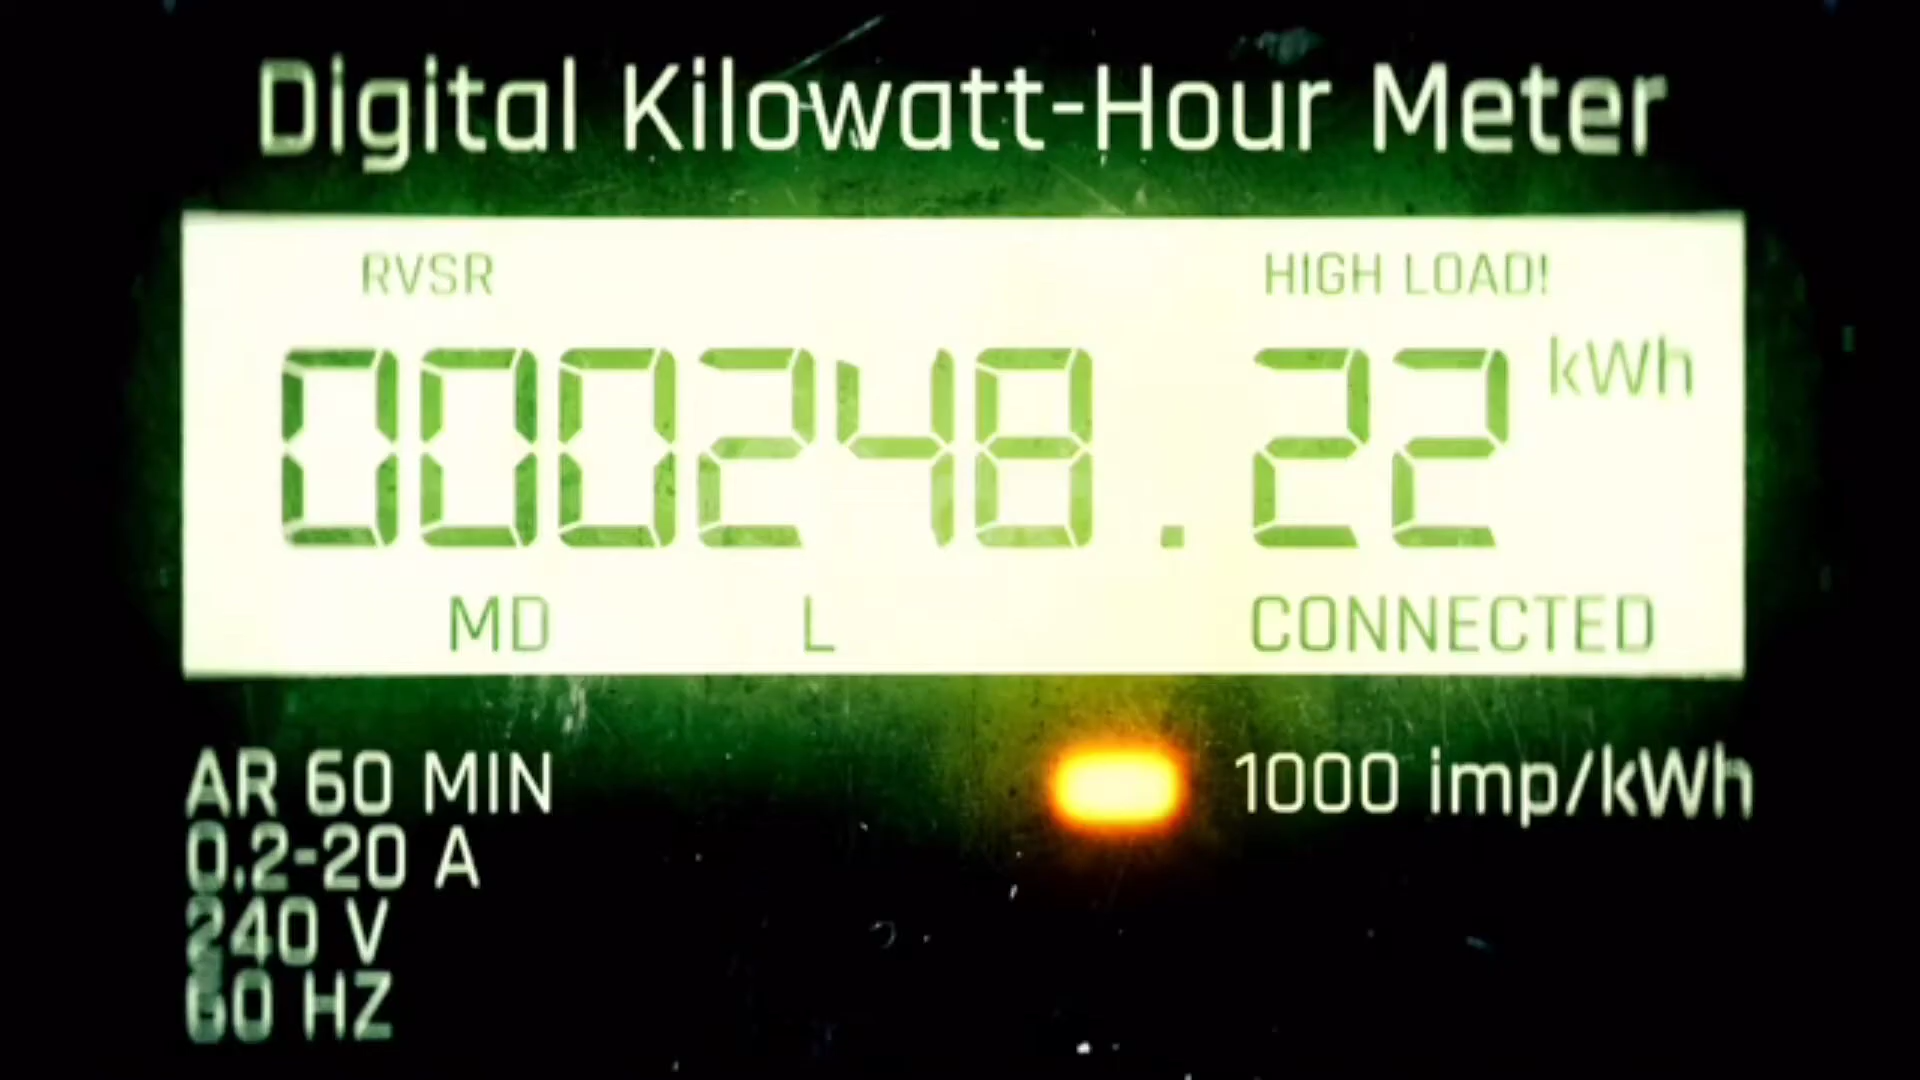 Digital Kilowatt-Hour Meter
RVSR HIGH LOAD!
000248.22 kWh
MD L CONNECTED
AR 60 MIN 1000 imp/kWh
0.2-20 A
240 V
60 HZ